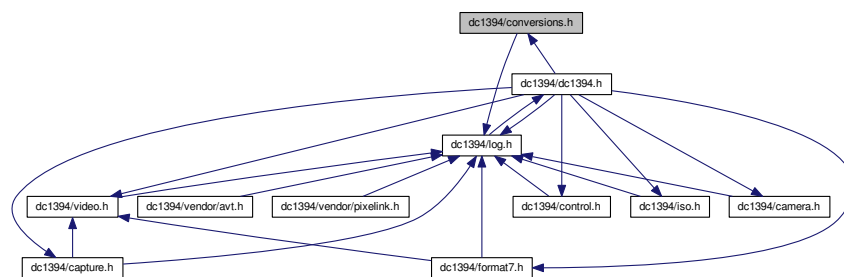 dc1394/conversions.h
dc1394/dc1394.h
dc1394/log.h
dc1394/video.h
dc1394/vendor/avt.h
dc1394/vendor/pixelink.h
dc1394/control.h
dc1394/iso.h
dc1394/camera.h
dc1394/capture.h
dc1394/format7.h